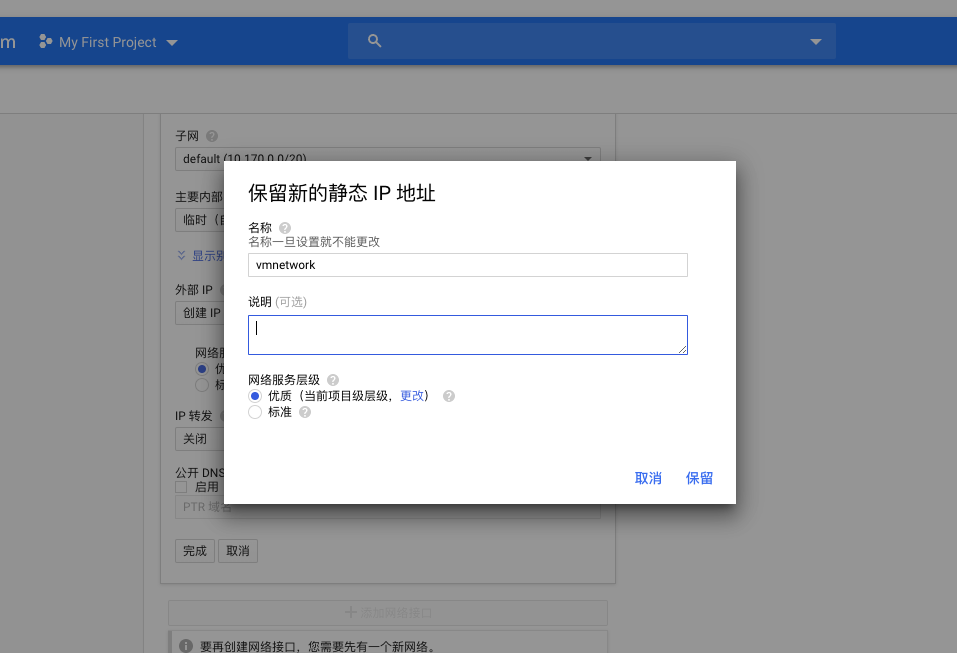 m My First Project
子网
default (10.170.0.0/20)
保留新的静态 IP 地址
主要内部
名称
临时（
名称一旦设置就不能更改
vmnetwork
显示别
外部 IP
说明 (可选)
创建 IP
网络服
优
标
网络服务层级
优质（当前项目级层级，更改）
标准
IP 转发
关闭
公开 DNS
启用
取消 保留
PTR 域名
完成 取消
添加网络接口
要再创建网络接口，您需要先有一个新网络。